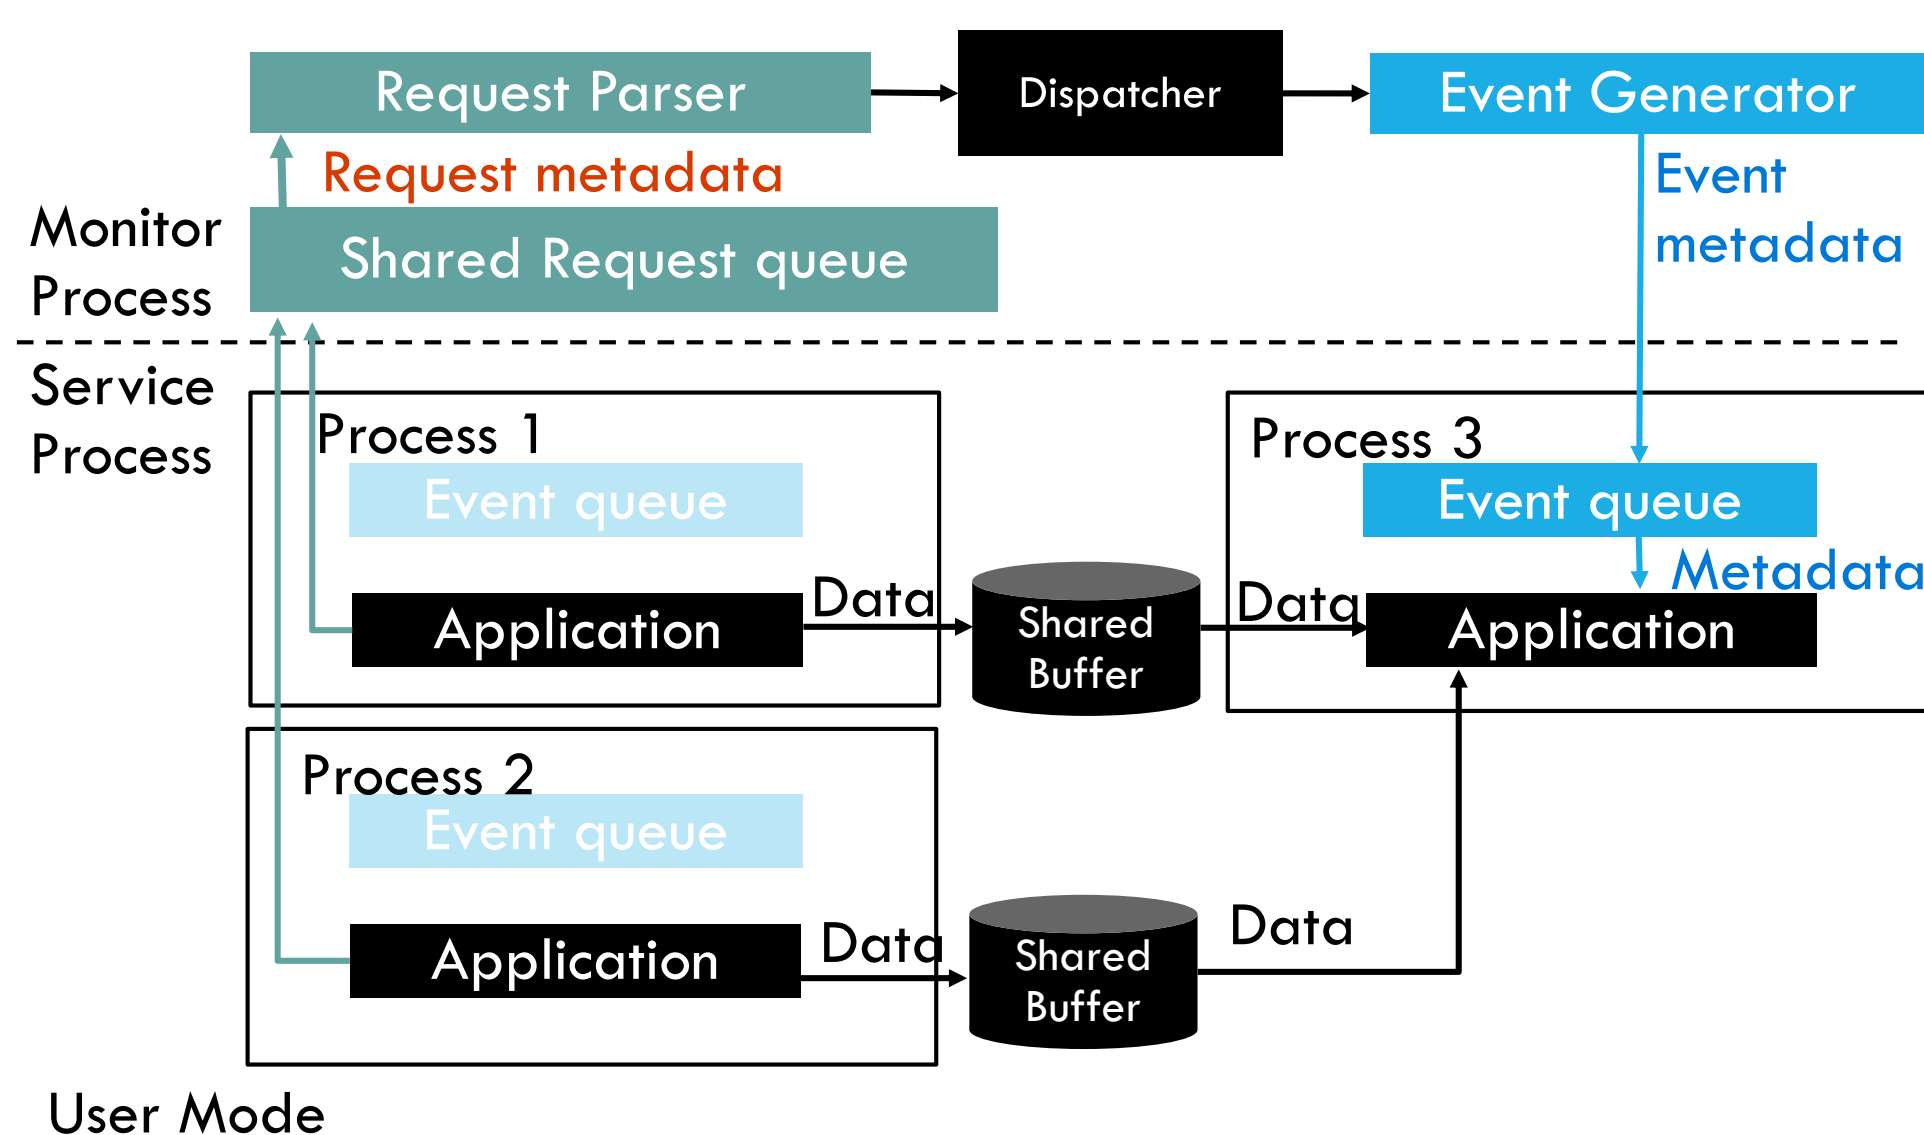 Request Parser
Dispatcher
Event Generator
Request metadata
Event
metadata
Monitor
Process
Shared Request queue
Service
Process
Process 1
Event queue
Application
Data
Shared
Buffer
Data
Process 3
Event queue
Metadata
Application
Process 2
Event queue
Application
Data
Shared
Buffer
Data
User Mode